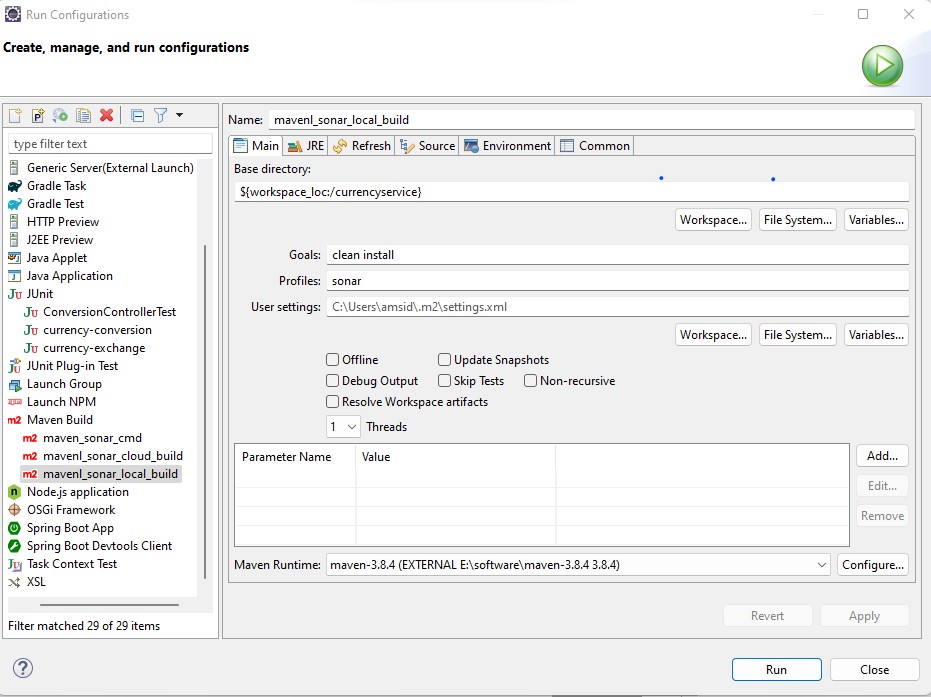 Run Configurations
Create, manage, and run configurations
type filter text
Generic Server(External Launch)
Gradle Task
Gradle Test
HTTP Preview
J2EE Preview
Java Applet
Java Application
JUnit
ConversionControllerTest
currency-conversion
currency-exchange
JUnit Plug-in Test
Launch Group
Launch NPM
m2 Maven Build
m2 maven_sonar_cmd
m2 mavenl_sonar_cloud_build
m2 mavenl_sonar_local_build
Node.js application
OSGi Framework
Spring Boot App
Spring Boot Devtools Client
Task Context Test
XSL
Filter matched 29 of 29 items
Name: mavenl_sonar_local_build
Main JRE Refresh Source Environment Common
Base directory:
${workspace_loc:/currencyservice}
Workspace... File System... Variables...
Goals: clean install
Profiles: sonar
User settings: C:\Users\amsid\.m2\settings.xml
Workspace... File System... Variables...
Offline Update Snapshots
Debug Output Skip Tests Non-recursive
Resolve Workspace artifacts
1 Threads
Parameter Name Value
Add...
Edit...
Remove
Maven Runtime: maven-3.8.4 (EXTERNAL E:\software\maven-3.8.4 3.8.4) Configure...
Revert Apply
? Run Close